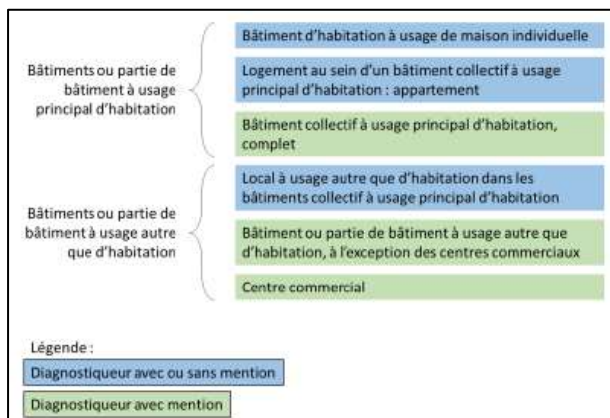 Bâtiments ou partie de
bâtiment à usage
principal d'habitation
Bâtiment d'habitation à usage de maison individuelle
Logement au sein d'un bâtiment collectif à usage
principal d'habitation : appartement
Bâtiment collectif à usage principal d'habitation,
complet
Bâtiments ou partie de
bâtiment à usage autre
que d'habitation
Local à usage autre que d'habitation dans les
bâtiments collectif à usage principal d'habitation
Bâtiment ou partie de bâtiment à usage autre que
d'habitation, à l'exception des centres commerciaux
Centre commercial
Légende :
Diagnostiqueur avec ou sans mention
Diagnostiqueur avec mention